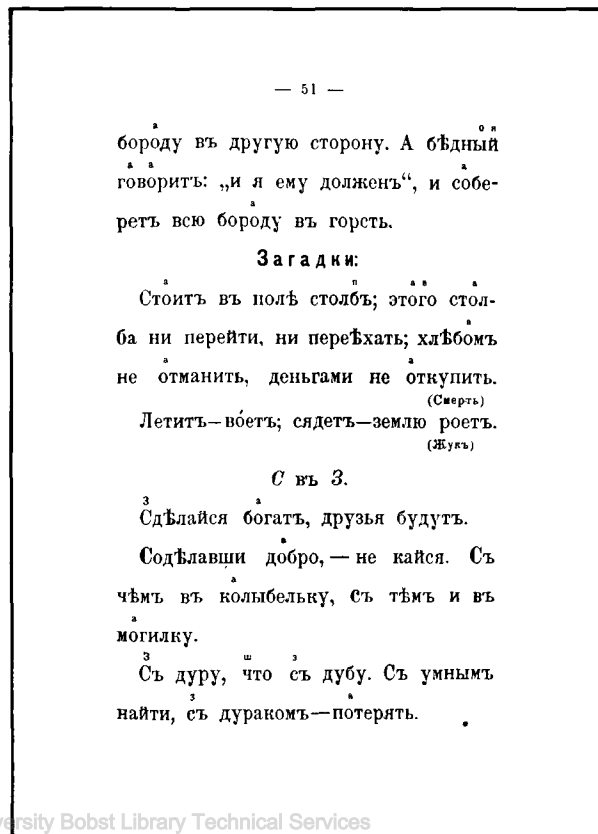 — 51 —
а о я
бороду въ другую сторону. А бѣдный
а а а
говоритъ: „и я ему долженъ“, и собе-
а
ретъ всю бороду въ горсть.
Загадки:
а п а в а
Стоитъ въ полѣ столбъ; этого стол-
в
ба ни перейти, ни переѣхать; хлѣбомъ
а а
не отманить, деньгами не откупить.
(Смерть)
Летитъ—во́етъ; сядетъ—землю роетъ.
(Жукъ)
С въ З.
З а
Сдѣлайся богатъ, друзья будутъ.
Содѣлавши добро, — не кайся. Съ
а
чѣмъ въ колыбельку, съ тѣмъ и въ
а
могилку.
З ш з
Съ дуру, что съ дубу. Съ умнымъ
з а
найти, съ дуракомъ—потерять.
ersity Bobst Library Technical Services